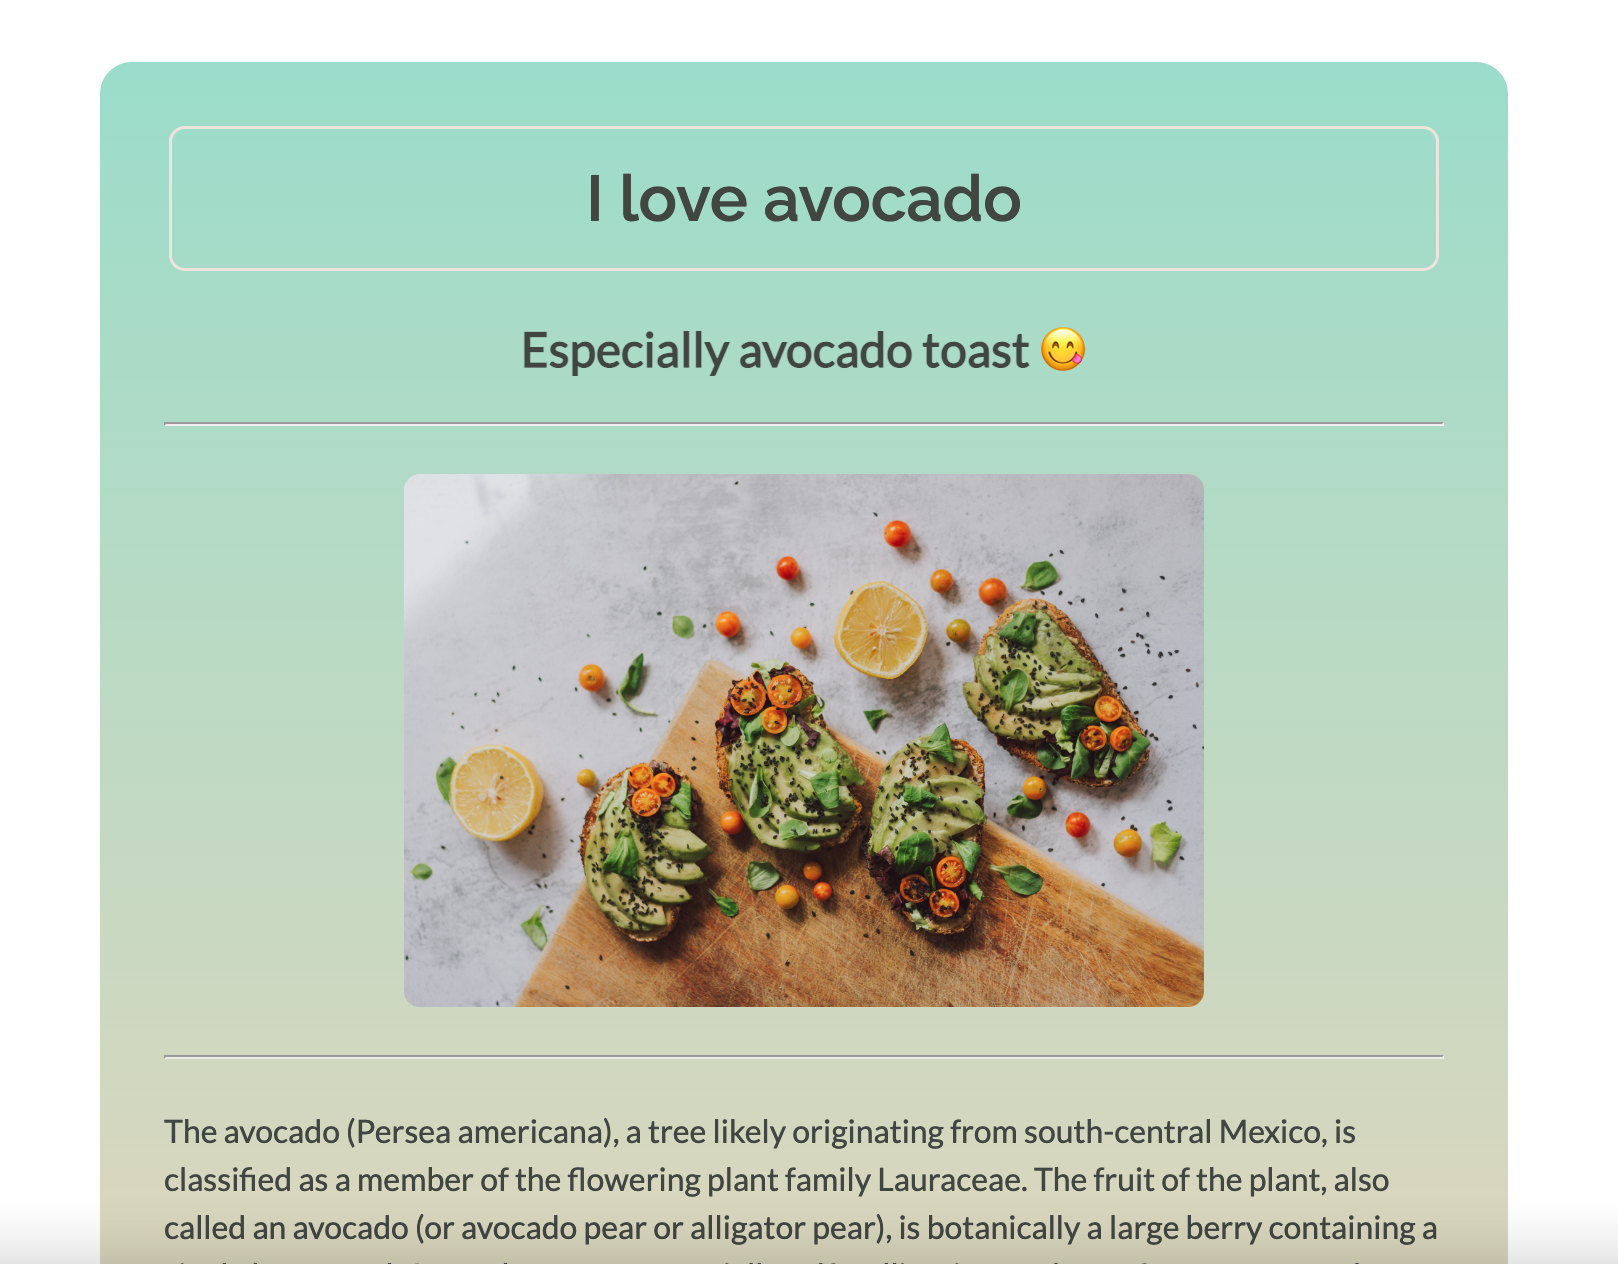 I love avocado
Especially avocado toast 😋
The avocado (Persea americana), a tree likely originating from south-central Mexico, is
classified as a member of the flowering plant family Lauraceae. The fruit of the plant, also
called an avocado (or avocado pear or alligator pear), is botanically a large berry containing a